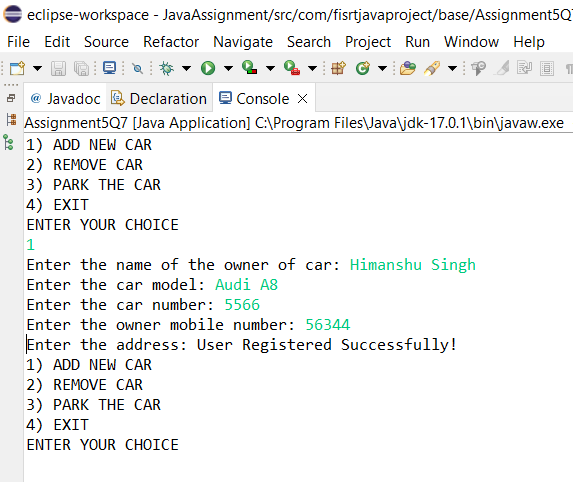 eclipse-workspace - JavaAssignment/src/com/fisrtjavaproject/base/Assignment5Q7
File Edit Source Refactor Navigate Search Project Run Window Help
@ Javadoc Declaration Console
Assignment5Q7 [Java Application] C:\Program Files\Java\jdk-17.0.1\bin\javaw.exe
1) ADD NEW CAR
2) REMOVE CAR
3) PARK THE CAR
4) EXIT
ENTER YOUR CHOICE
1
Enter the name of the owner of car: Himanshu Singh
Enter the car model: Audi A8
Enter the car number: 5566
Enter the owner mobile number: 56344
Enter the address: User Registered Successfully!
1) ADD NEW CAR
2) REMOVE CAR
3) PARK THE CAR
4) EXIT
ENTER YOUR CHOICE